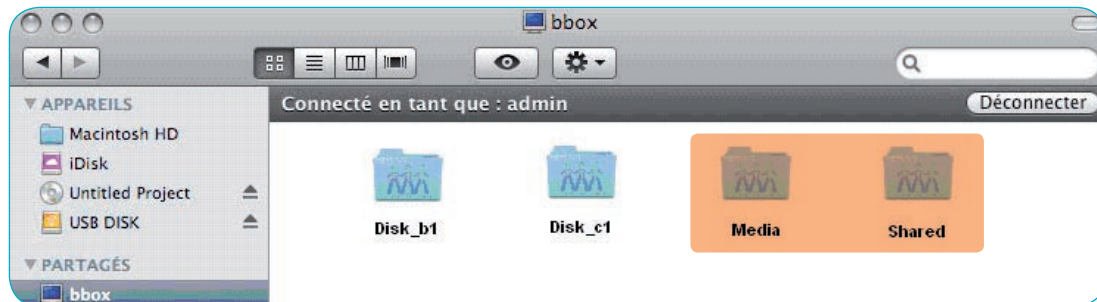 bbox
APPAREILS
Connecté en tant que : admin
Déconnecter
Macintosh HD
iDisk
Untitled Project
USB DISK
Disk_b1
Disk_c1
Media
Shared
PARTAGÉS
bbox